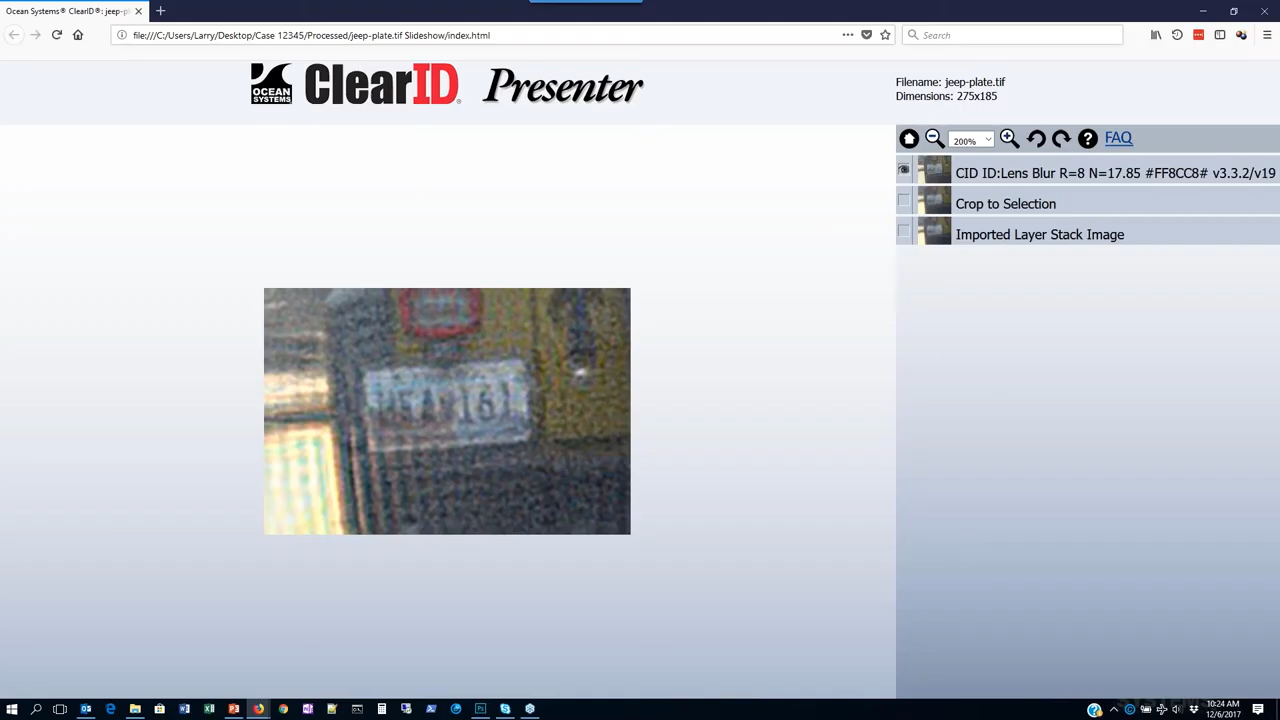 Ocean Systems® ClearID®: jeep-pl
file:///C:/Users/Larry/Desktop/Case 12345/Processed/jeep-plate.tif Slideshow/index.html
Search
OCEAN SYSTEMS
ClearID® Presenter
Filename: jeep-plate.tif
Dimensions: 275x185
200%
FAQ
CID ID:Lens Blur R=8 N=17.85 #FF8CC8# v3.3.2/v19
Crop to Selection
Imported Layer Stack Image
10:24 AM
12/6/2017